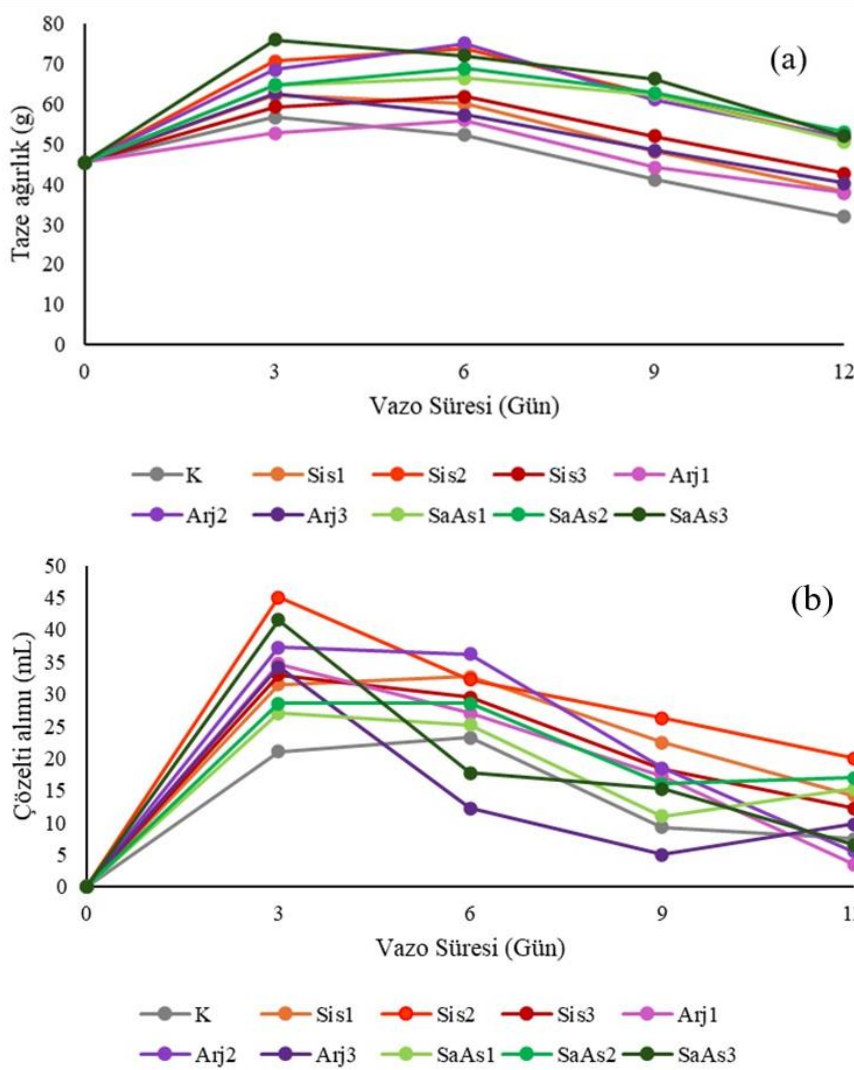 80
(a)
70
60
50
40
30
20
10
0
Taze ağırlık (g)
0 3 6 9 12
Vazo Süresi (Gün)
K Sis1 Sis2 Sis3 Arj1
Arj2 Arj3 SaAs1 SaAs2 SaAs3
50
(b)
45
40
35
30
25
20
15
10
5
0
Çözelti alımı (mL)
0 3 6 9
Vazo Süresi (Gün)
K Sis1 Sis2 Sis3 Arj1
Arj2 Arj3 SaAs1 SaAs2 SaAs3